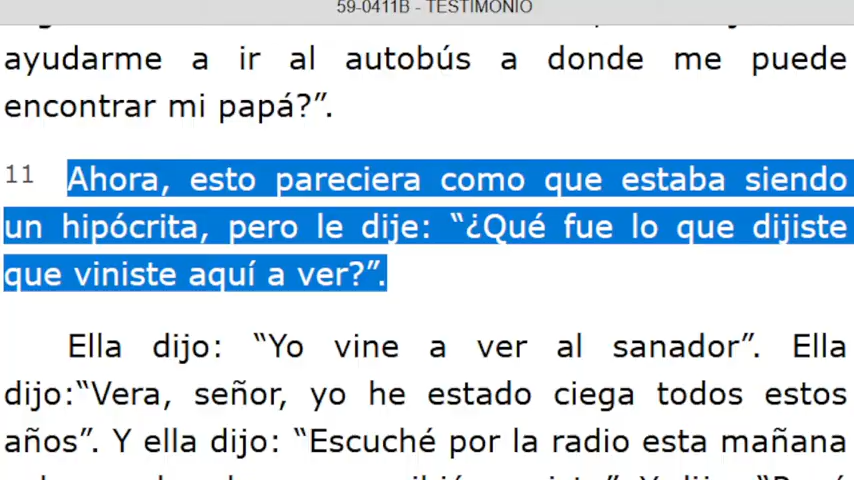 59-0411B - TESTIMONIO
ayudarme a ir al autobús a donde me puede
encontrar mi papá?”.
11 Ahora, esto pareciera como que estaba siendo
un hipócrita, pero le dije: “¿Qué fue lo que dijiste
que viniste aquí a ver?”.
Ella dijo: “Yo vine a ver al sanador”. Ella
dijo:“Vera, señor, yo he estado ciega todos estos
años”. Y ella dijo: “Escuché por la radio esta mañana